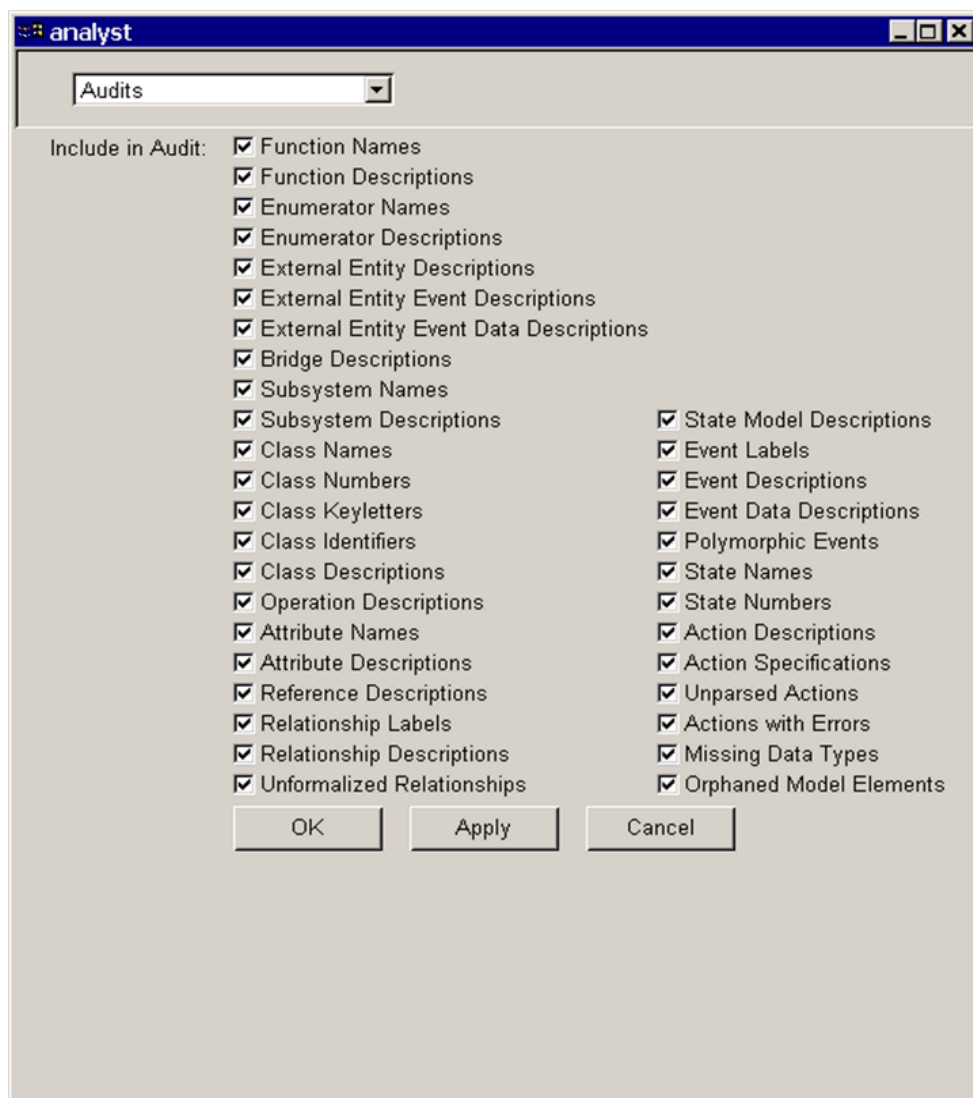 analyst
Audits
Include in Audit:
Function Names
Function Descriptions
Enumerator Names
Enumerator Descriptions
External Entity Descriptions
External Entity Event Descriptions
External Entity Event Data Descriptions
Bridge Descriptions
Subsystem Names
Subsystem Descriptions
Class Names
Class Numbers
Class Keyletters
Class Identifiers
Class Descriptions
Operation Descriptions
Attribute Names
Attribute Descriptions
Reference Descriptions
Relationship Labels
Relationship Descriptions
Unformalized Relationships
State Model Descriptions
Event Labels
Event Descriptions
Event Data Descriptions
Polymorphic Events
State Names
State Numbers
Action Descriptions
Action Specifications
Unparsed Actions
Actions with Errors
Missing Data Types
Orphaned Model Elements
OK
Apply
Cancel